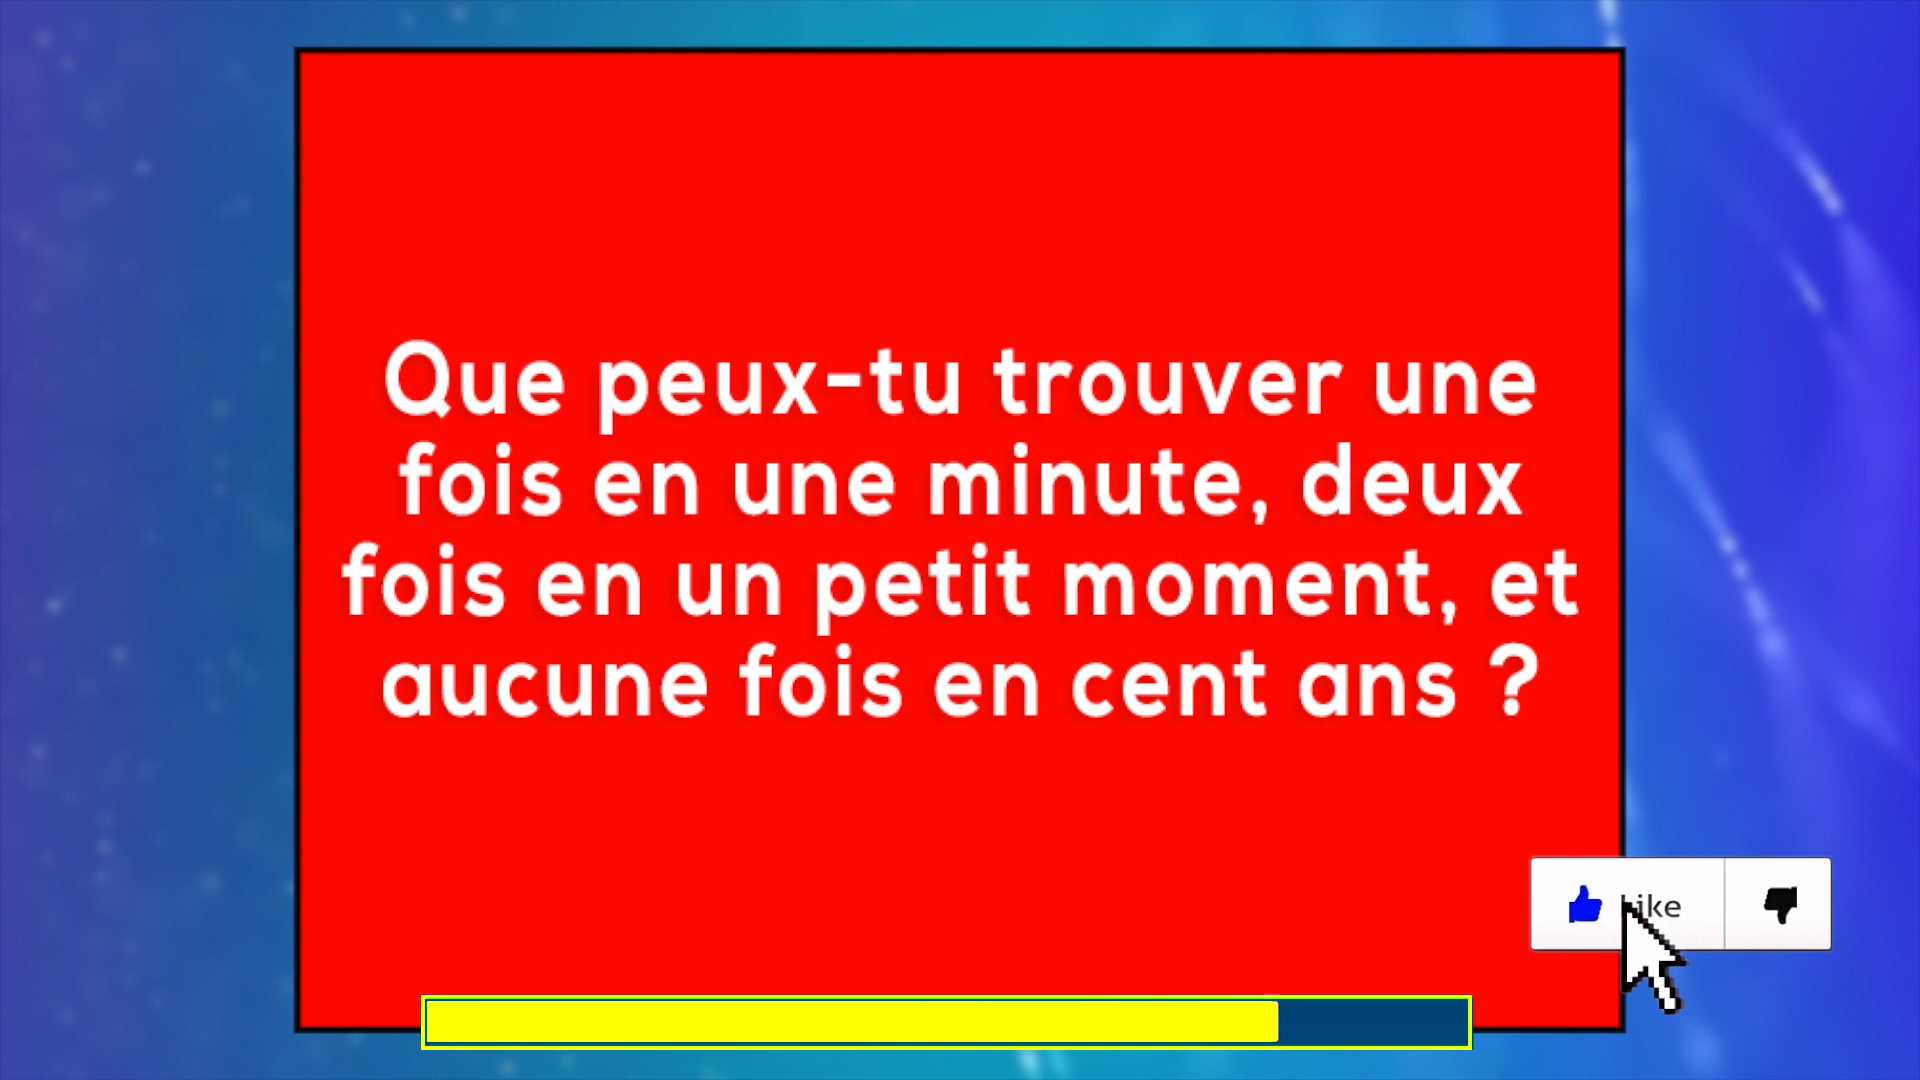 Que peux-tu trouver une
fois en une minute, deux
fois en un petit moment, et
aucune fois en cent ans ?
Like